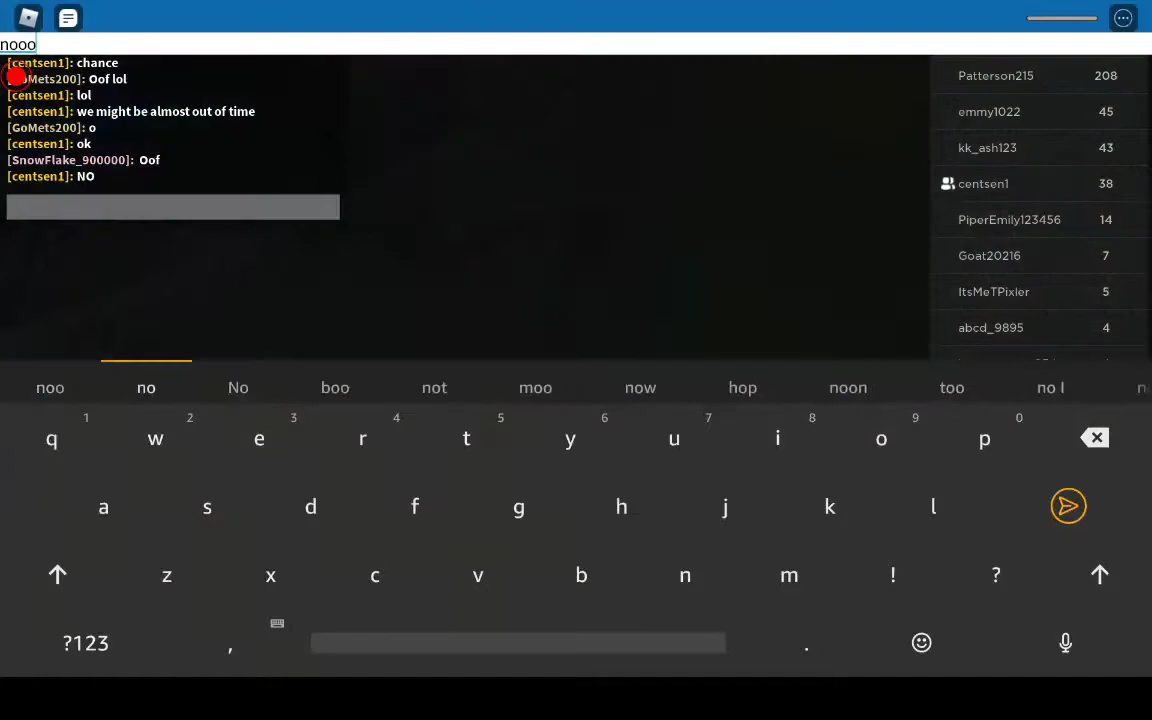 nooo
[centsen1]: chance
oMets200]: Oof lol
[centsen1]: lol
[centsen1]: we might be almost out of time
[GoMets200]: o
[centsen1]: ok
[SnowFlake_900000]: Oof
[centsen1]: NO
Patterson215 208
emmy1022 45
kk_ash123 43
centsen1 38
PiperEmily123456 14
Goat20216 7
ItsMeTPixler 5
abcd_9895 4
noo no No boo not moo now hop noon too no I n
1 2 3 4 5 6 7 8 9 0
q w e r t y u i o p
a s d f g h j k l
z x c v b n m ! ?
?123 , .